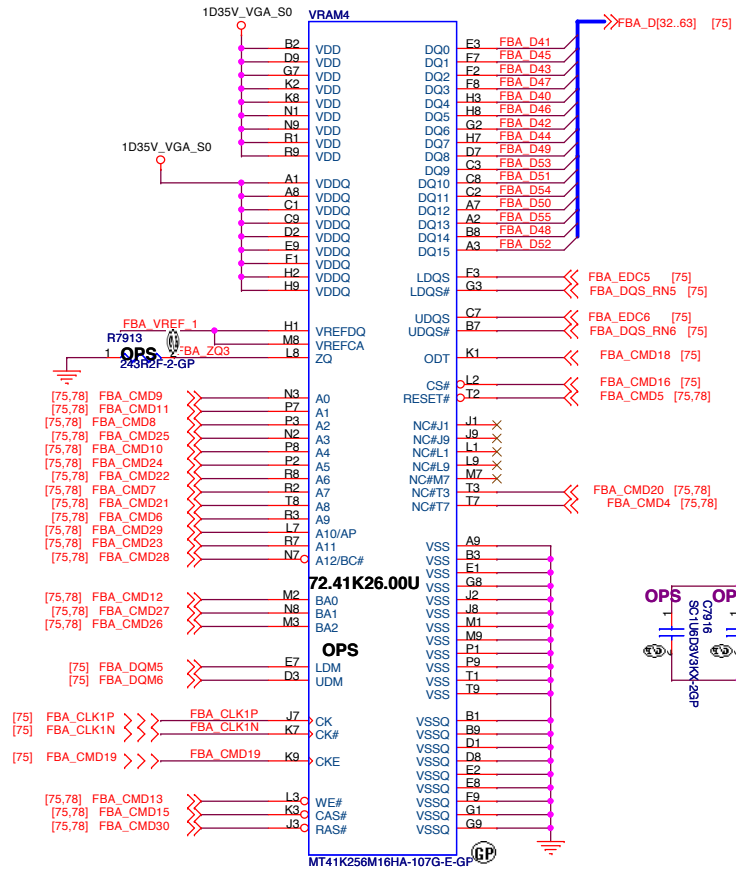 1D35V_VGA_S0
VRAM4
FBA_D[32..63] [75]
B2 VDD DQ0 E3 FBA_D41
D9 VDD DQ1 F7 FBA_D45
G7 VDD DQ2 F2 FBA_D43
K2 VDD DQ3 F8 FBA_D47
K8 VDD DQ4 H3 FBA_D40
N1 VDD DQ5 H8 FBA_D46
N9 VDD DQ6 G2 FBA_D42
R1 VDD DQ7 H7 FBA_D44
R9 VDD DQ8 D7 FBA_D49
1D35V_VGA_S0
DQ9 C3 FBA_D53
A1 VDDQ DQ10 C8 FBA_D51
A8 VDDQ DQ11 C2 FBA_D54
C1 VDDQ DQ12 A7 FBA_D50
C9 VDDQ DQ13 A2 FBA_D55
D2 VDDQ DQ14 B8 FBA_D48
E9 VDDQ DQ15 A3 FBA_D52
F1 VDDQ
H2 VDDQ LDQS F3 FBA_EDC5 [75]
H9 VDDQ LDQS# G3 FBA_DQS_RN5 [75]
UDQS C7 FBA_EDC6 [75]
FBA_VREF_1 H1 VREFDQ UDQS# B7 FBA_DQS_RN6 [75]
M8 VREFCA
R7913
1 OPS FBA_ZQ3 L8 ZQ ODT K1 FBA_CMD18 [75]
243R2F-2-GP
CS# L2 FBA_CMD16 [75]
[75,78] FBA_CMD9 N3 A0 RESET# T2 FBA_CMD5 [75,78]
[75,78] FBA_CMD11 P7 A1
[75,78] FBA_CMD8 P3 A2 NC#J1 J1
[75,78] FBA_CMD25 N2 A3 NC#J9 J9
[75,78] FBA_CMD10 P8 A4 NC#L1 L1
[75,78] FBA_CMD24 P2 A5 NC#L9 L9
[75,78] FBA_CMD22 R8 A6 NC#M7 M7
[75,78] FBA_CMD7 R2 A7 NC#T3 T3 FBA_CMD20 [75,78]
[75,78] FBA_CMD21 T8 A8 NC#T7 T7 FBA_CMD4 [75,78]
[75,78] FBA_CMD6 R3 A9
[75,78] FBA_CMD29 L7 A10/AP
[75,78] FBA_CMD23 R7 A11 VSS A9
[75,78] FBA_CMD28 N7 A12/BC# VSS B3
VSS E1
72.41K26.00U VSS G8
[75,78] FBA_CMD12 M2 BA0 VSS J2
[75,78] FBA_CMD27 N8 BA1 VSS J8
[75,78] FBA_CMD26 M3 BA2 VSS M1
VSS M9
OPS VSS P1
[75] FBA_DQM5 E7 LDM VSS P9
[75] FBA_DQM6 D3 UDM VSS T1
VSS T9
[75] FBA_CLK1P FBA_CLK1P J7 CK VSSQ B1
[75] FBA_CLK1N FBA_CLK1N K7 CK# VSSQ B9
VSSQ D1
[75] FBA_CMD19 FBA_CMD19 K9 CKE VSSQ D8
VSSQ E2
VSSQ E8
[75,78] FBA_CMD13 L3 WE# VSSQ F9
[75,78] FBA_CMD15 K3 CAS# VSSQ G1
[75,78] FBA_CMD30 J3 RAS# VSSQ G9
MT41K256M16HA-107G-E-GP
GP
OPS
C7916
SC1U6D3V3KX-2GP
OP